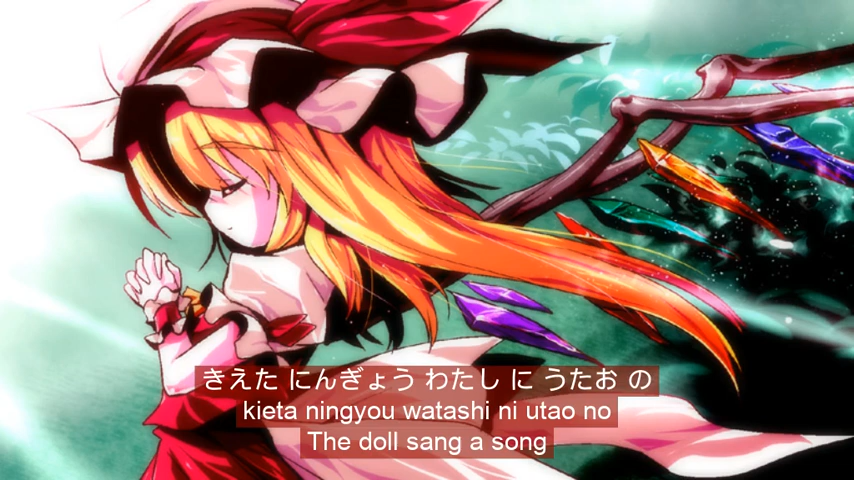 きえた にんぎょう わたし に うたお の
kieta ningyou watashi ni utao no
The doll sang a song